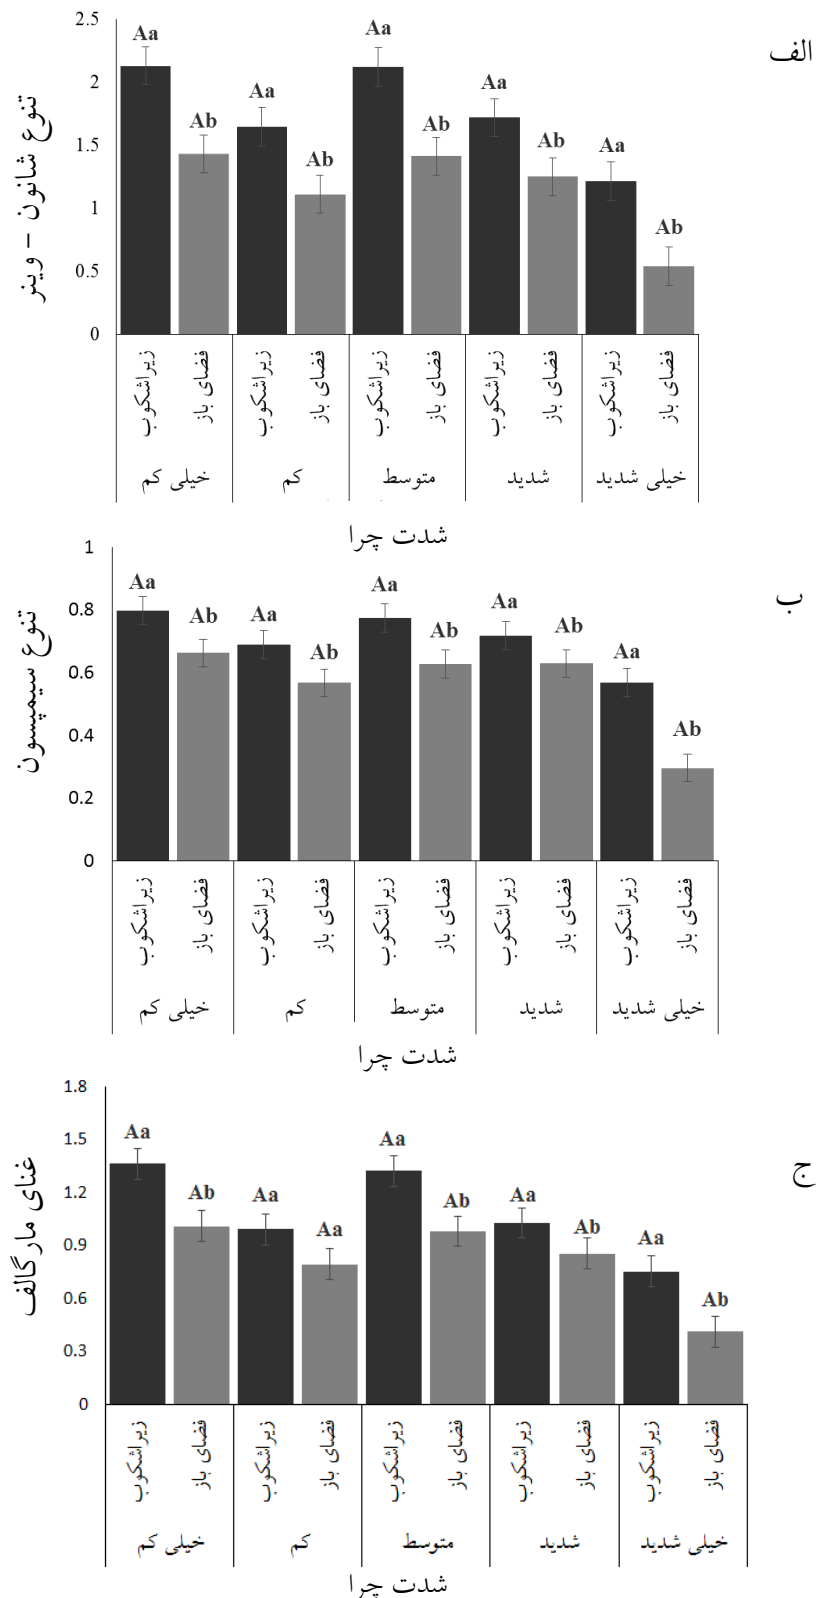 الف
تنوع شانون – وینر
2.5
2
1.5
1
0.5
0
Aa
Ab
Aa
Ab
Aa
Ab
Aa
Ab
Aa
Ab
زیراشکوب
فضای باز
زیراشکوب
فضای باز
زیراشکوب
فضای باز
زیراشکوب
فضای باز
زیراشکوب
فضای باز
خیلی کم
کم
متوسط
شدید
خیلی شدید
شدت چرا
ب
تنوع سیمپسون
1
0.8
0.6
0.4
0.2
0
Aa
Ab
Aa
Ab
Aa
Ab
Aa
Ab
Aa
Ab
زیراشکوب
فضای باز
زیراشکوب
فضای باز
زیراشکوب
فضای باز
زیراشکوب
فضای باز
زیراشکوب
فضای باز
خیلی کم
کم
متوسط
شدید
خیلی شدید
شدت چرا
ج
غنای مارگالف
1.8
1.5
1.2
0.9
0.6
0.3
0
Aa
Ab
Aa
Aa
Aa
Ab
Aa
Ab
Aa
Ab
زیراشکوب
فضای باز
زیراشکوب
فضای باز
زیراشکوب
فضای باز
زیراشکوب
فضای باز
زیراشکوب
فضای باز
خیلی کم
کم
متوسط
شدید
خیلی شدید
شدت چرا